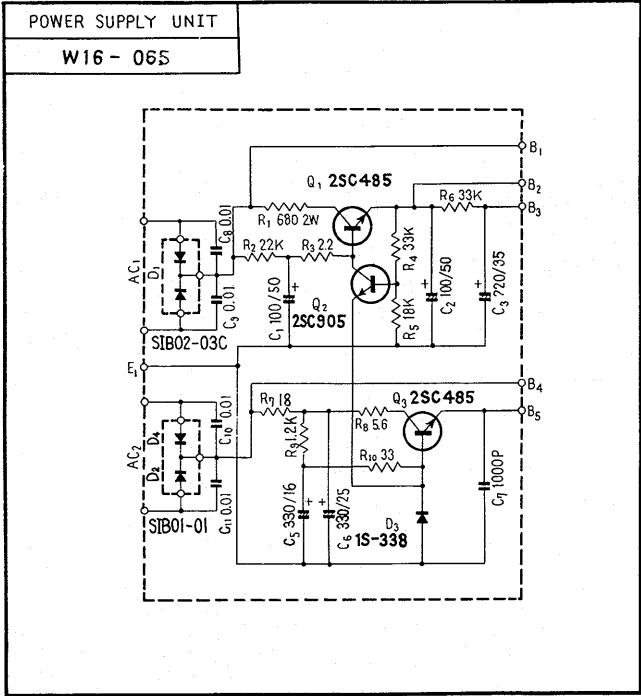 POWER SUPPLY UNIT
W16 - 065
B1
Q1 2SC485
B2
R6 33K
B3
R1 680 2W
C8 0.01
R2 22K
R3 2.2
R4 33K
AC1
D1
C9 0.01
C1 100/50
+
Q2
2SC905
R5 18K
+
C2 100/50
+
C3 220/35
SIB02-03C
E1
B4
R7 18
Q3 2SC485
B5
C10 0.01
R9 1.2K
R8 5.6
AC2
D4
D2
R10 33
C11 0.01
C5 330/16
+
+
C6 330/25
C7 1000P
SIB01-01
D3
1S-338